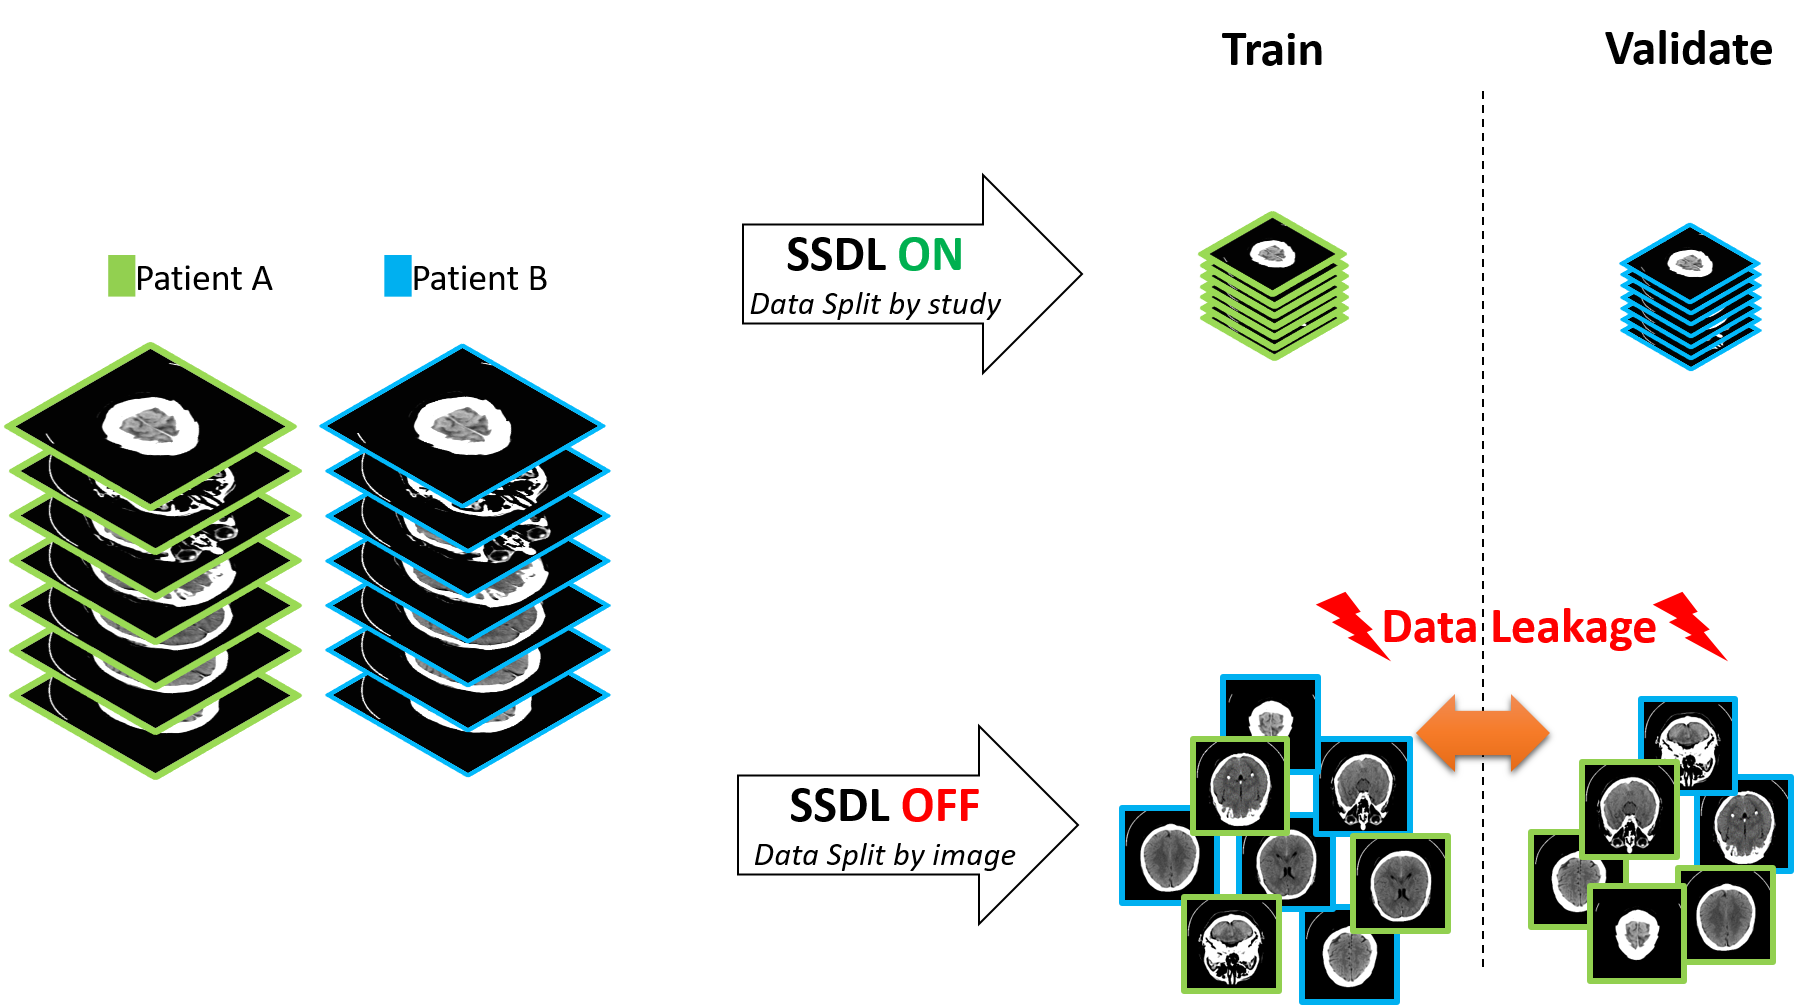 Train
Validate
Patient A
Patient B
SSDL ON
Data Split by study
Data Leakage
SSDL OFF
Data Split by image